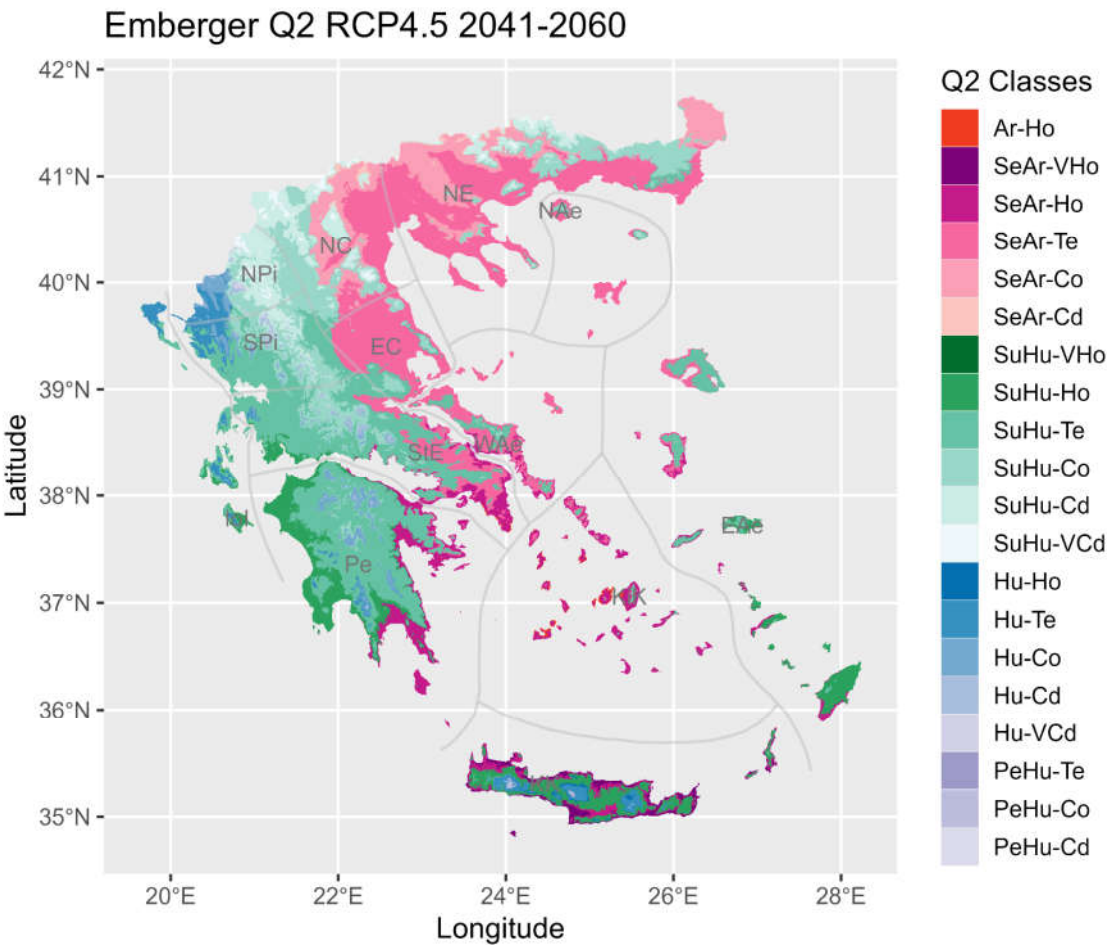 Emberger Q2 RCP4.5 2041-2060
42°N
41°N
40°N
39°N
38°N
37°N
36°N
35°N
Latitude
20°E
22°E
24°E
26°E
28°E
Longitude
NE
NAe
NC
NPi
SPi
EC
StE
WAe
EAe
Pe
Q2 Classes
Ar-Ho
SeAr-VHo
SeAr-Ho
SeAr-Te
SeAr-Co
SeAr-Cd
SuHu-VHo
SuHu-Ho
SuHu-Te
SuHu-Co
SuHu-Cd
SuHu-VCd
Hu-Ho
Hu-Te
Hu-Co
Hu-Cd
Hu-VCd
PeHu-Te
PeHu-Co
PeHu-Cd